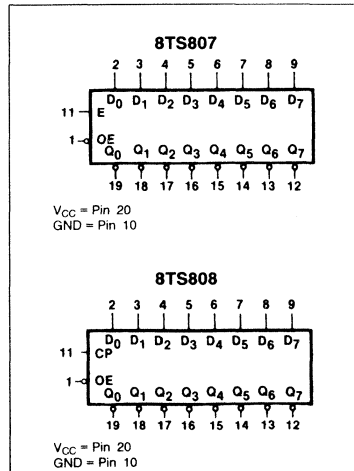 8TS807
2 3 4 5 6 7 8 9
D0 D1 D2 D3 D4 D5 D6 D7
11 E
1 OE
Q0 Q1 Q2 Q3 Q4 Q5 Q6 Q7
19 18 17 16 15 14 13 12
VCC = Pin 20
GND = Pin 10
8TS808
2 3 4 5 6 7 8 9
D0 D1 D2 D3 D4 D5 D6 D7
11 CP
1 OE
Q0 Q1 Q2 Q3 Q4 Q5 Q6 Q7
19 18 17 16 15 14 13 12
VCC = Pin 20
GND = Pin 10